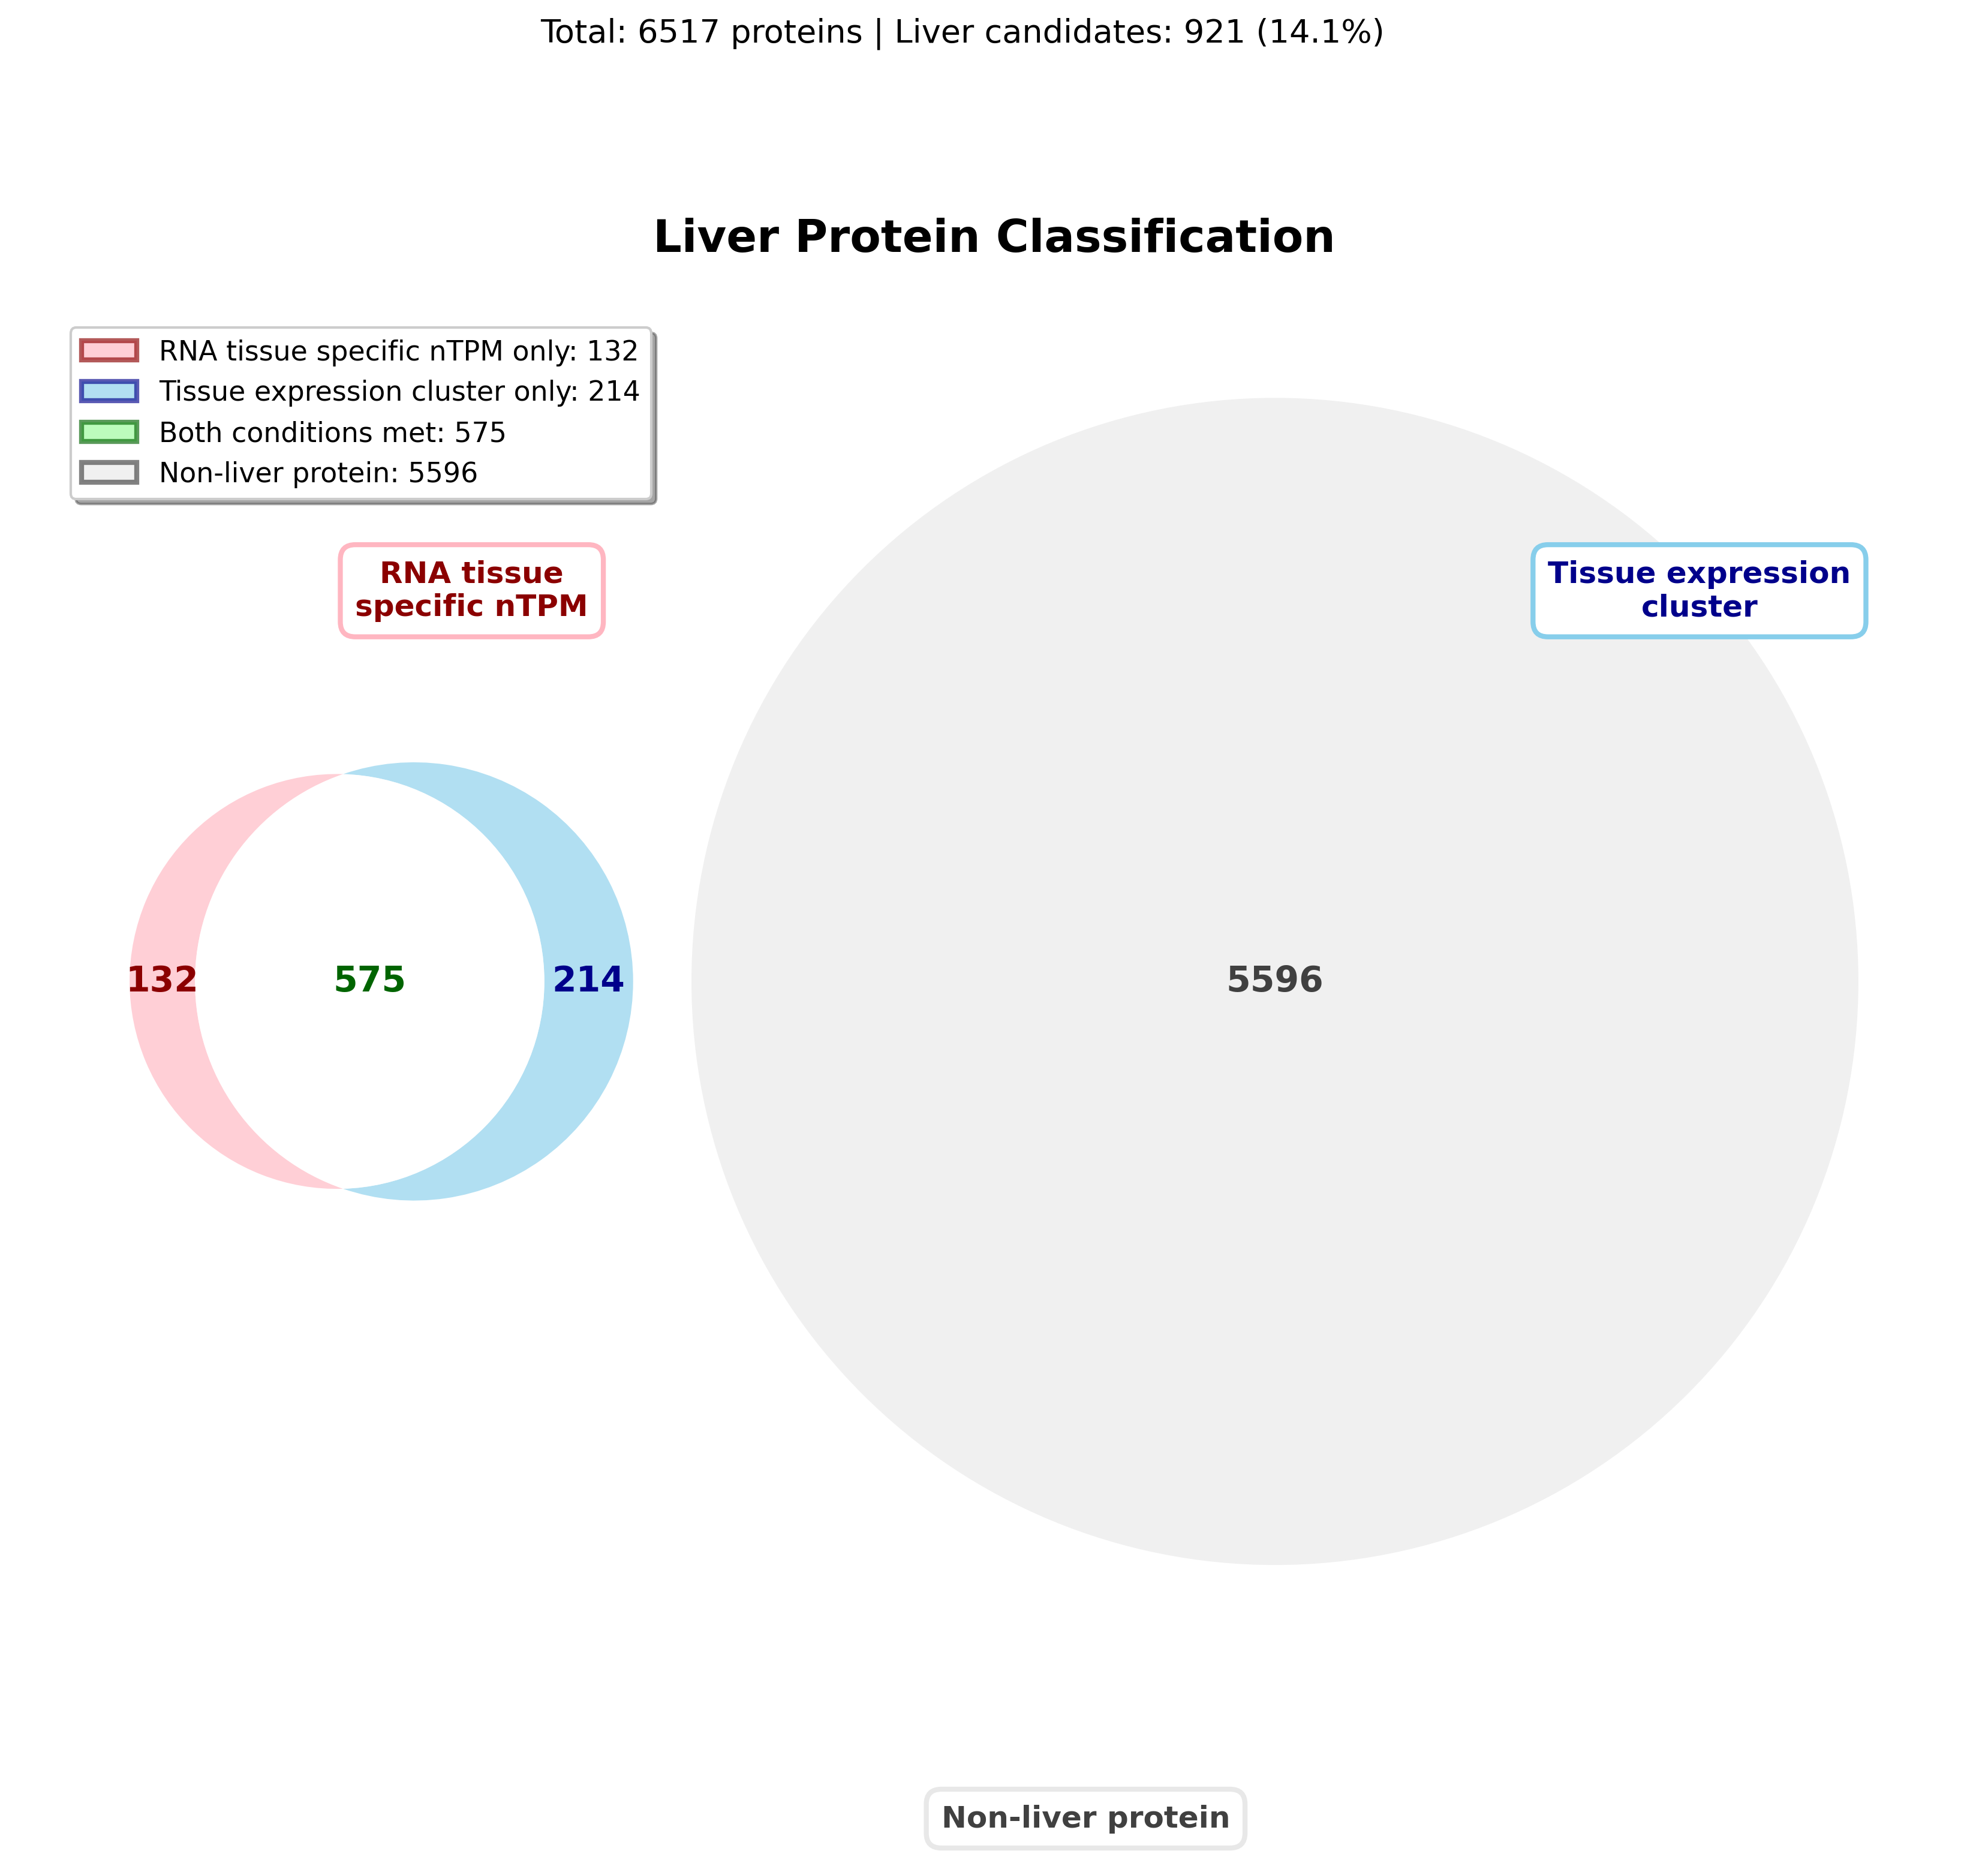 Total: 6517 proteins | Liver candidates: 921 (14.1%)
Liver Protein Classification
RNA tissue specific nTPM only: 132
Tissue expression cluster only: 214
Both conditions met: 575
Non-liver protein: 5596
RNA tissue
specific nTPM
Tissue expression
cluster
132
575
214
5596
Non-liver protein